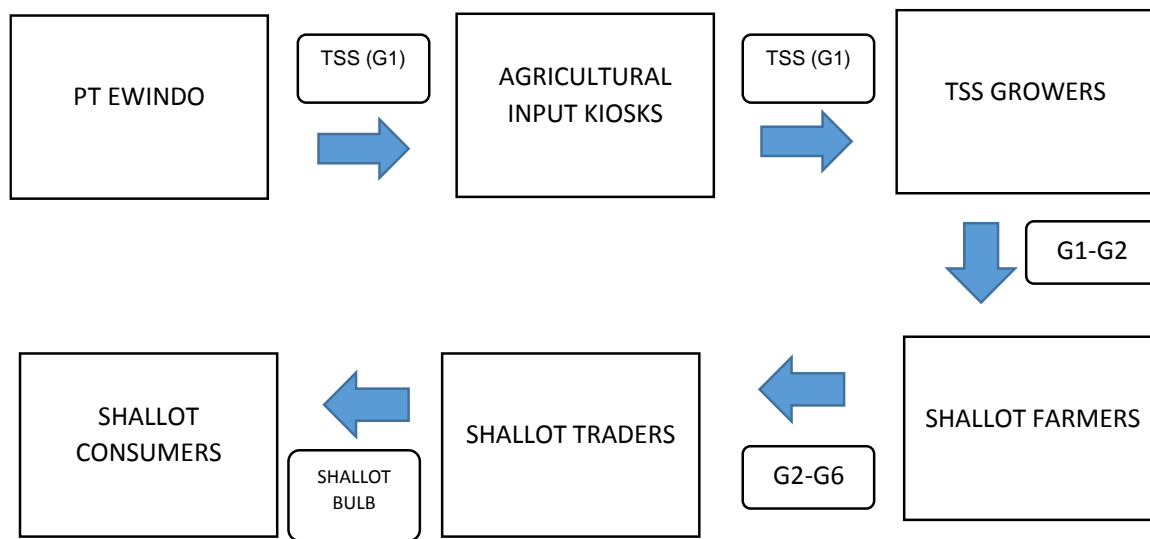 PT EWINDO
TSS (G1)
AGRICULTURAL
INPUT KIOSKS
TSS (G1)
TSS GROWERS
G1-G2
SHALLOT FARMERS
G2-G6
SHALLOT TRADERS
SHALLOT
BULB
SHALLOT
CONSUMERS